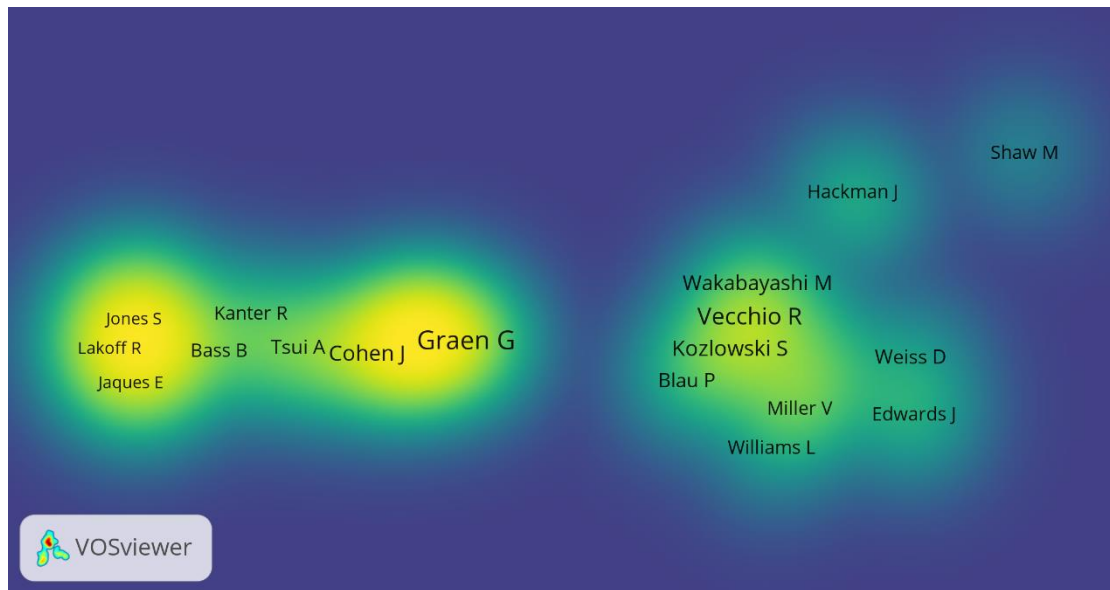 Shaw M
Hackman J
Wakabayashi M
Vecchio R
Jones S
Kanter R
Graen G
Lakoff R
Bass B
Tsui A
Cohen J
Kozlowski S
Weiss D
Jaques E
Blau P
Miller V
Edwards J
Williams L
VOSviewer